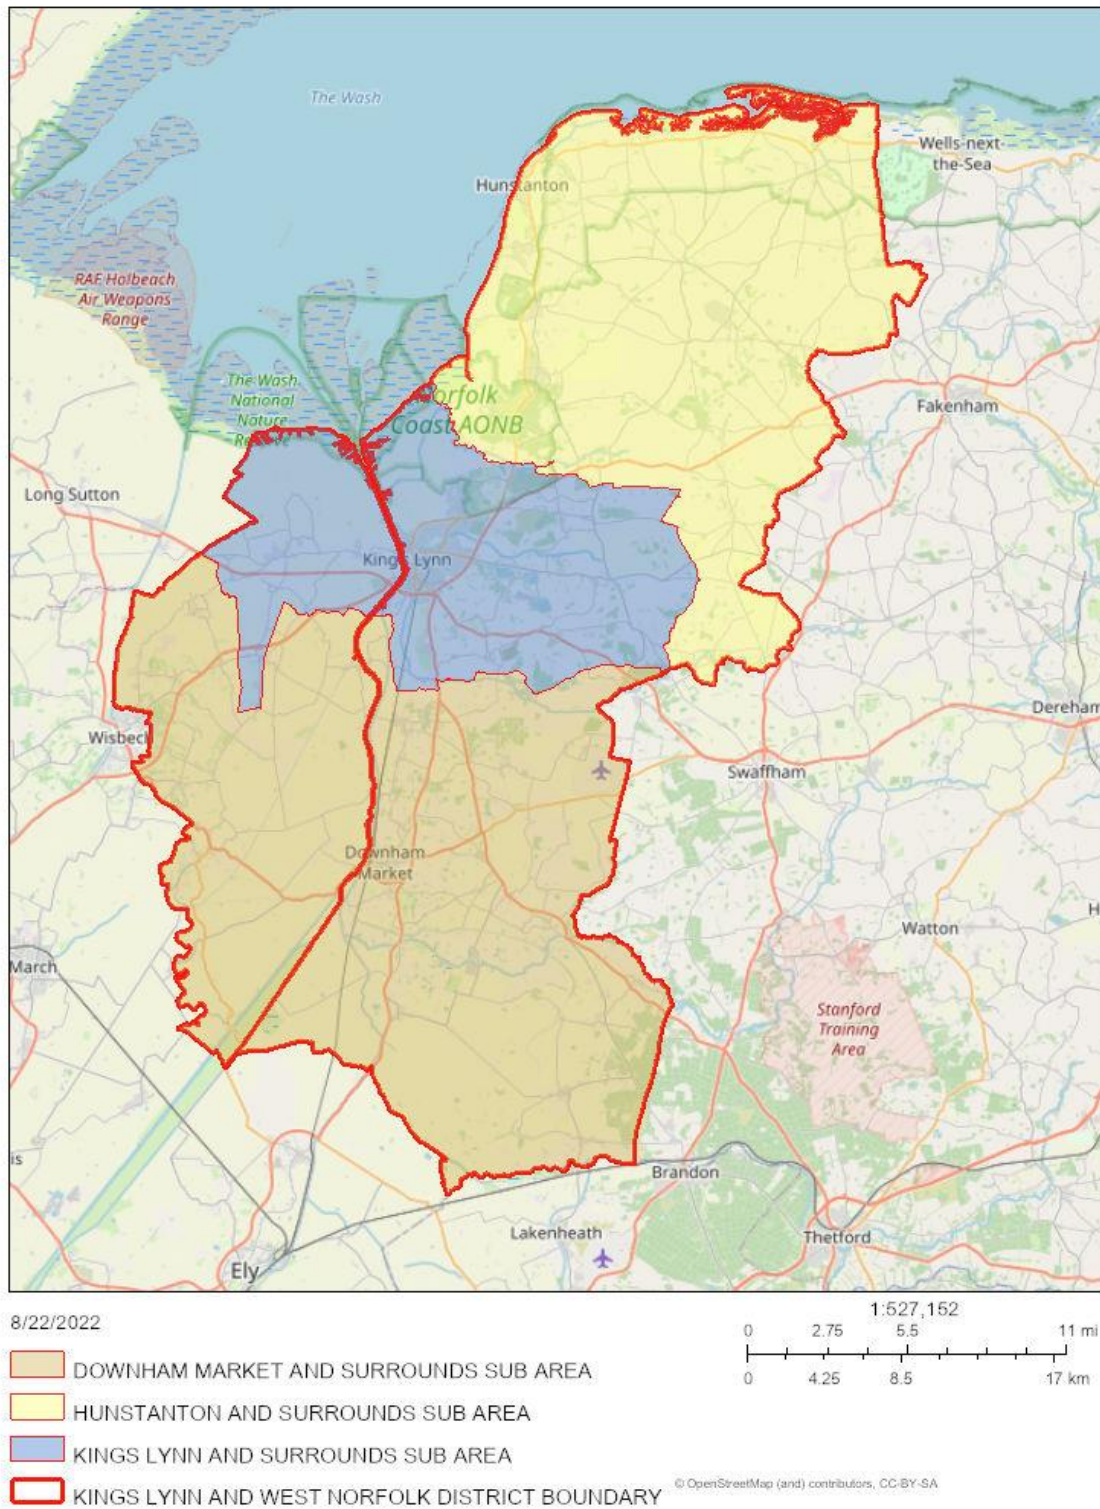 The Wash
Wells-next-
the-Sea
Hunstanton
RAF Holbeach
Air Weapons
Range
The Wash
National
Nature
Reserve
Norfolk
Coast AONB
Fakenham
Long Sutton
King's Lynn
Dereham
Wisbech
Swaffham
Downham
Market
H
Watton
March
Stanford
Training
Area
is
Brandon
Lakenheath
Thetford
Ely
8/22/2022
1:527,152
0 2.75 5.5 11 mi
0 4.25 8.5 17 km
DOWNHAM MARKET AND SURROUNDS SUB AREA
HUNSTANTON AND SURROUNDS SUB AREA
KINGS LYNN AND SURROUNDS SUB AREA
KINGS LYNN AND WEST NORFOLK DISTRICT BOUNDARY
© OpenStreetMap (and) contributors, CC-BY-SA